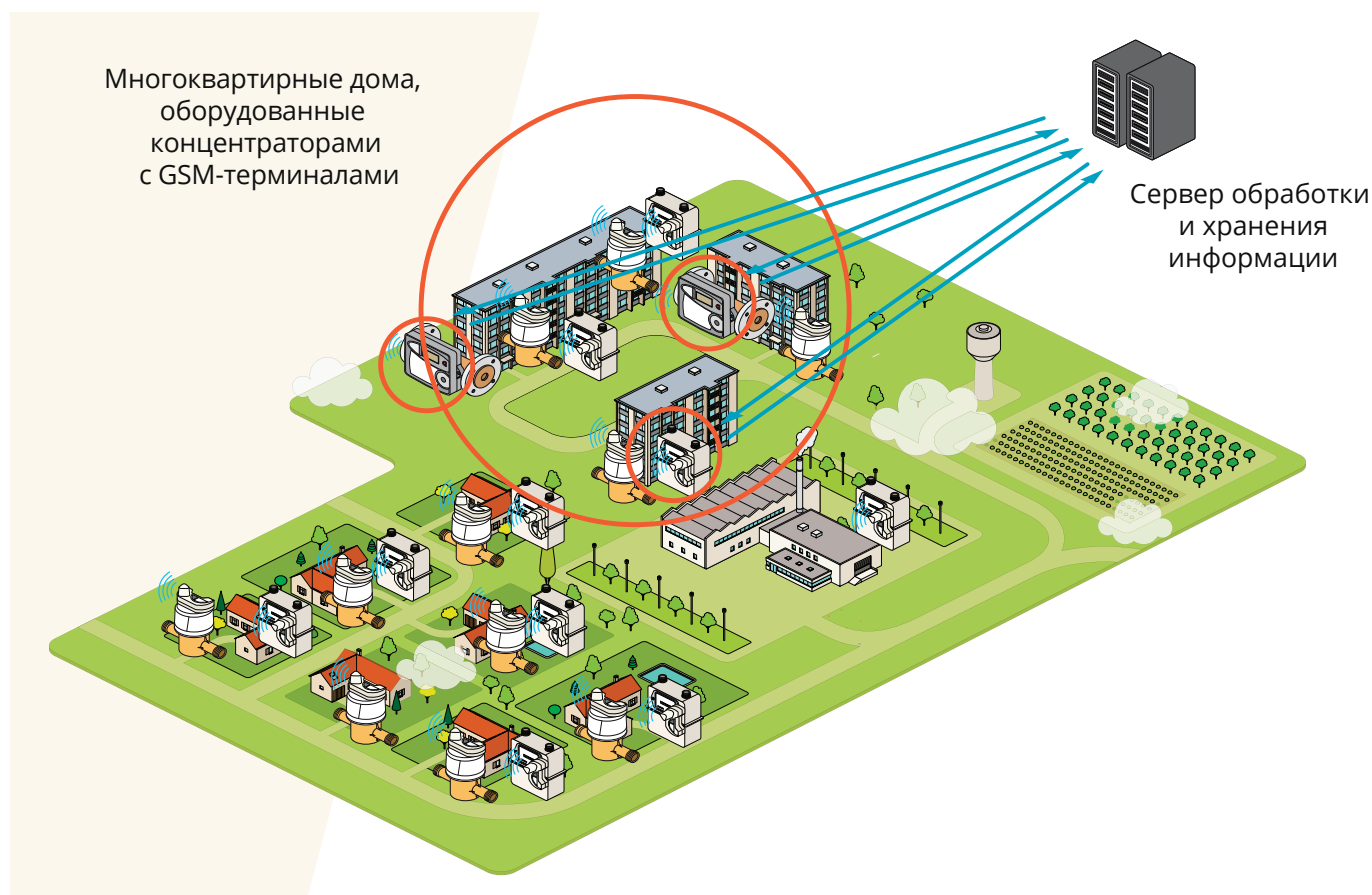 Многоквартирные дома,
оборудованные
концентраторами
с GSM-терминалами
Сервер обработки
и хранения
информации